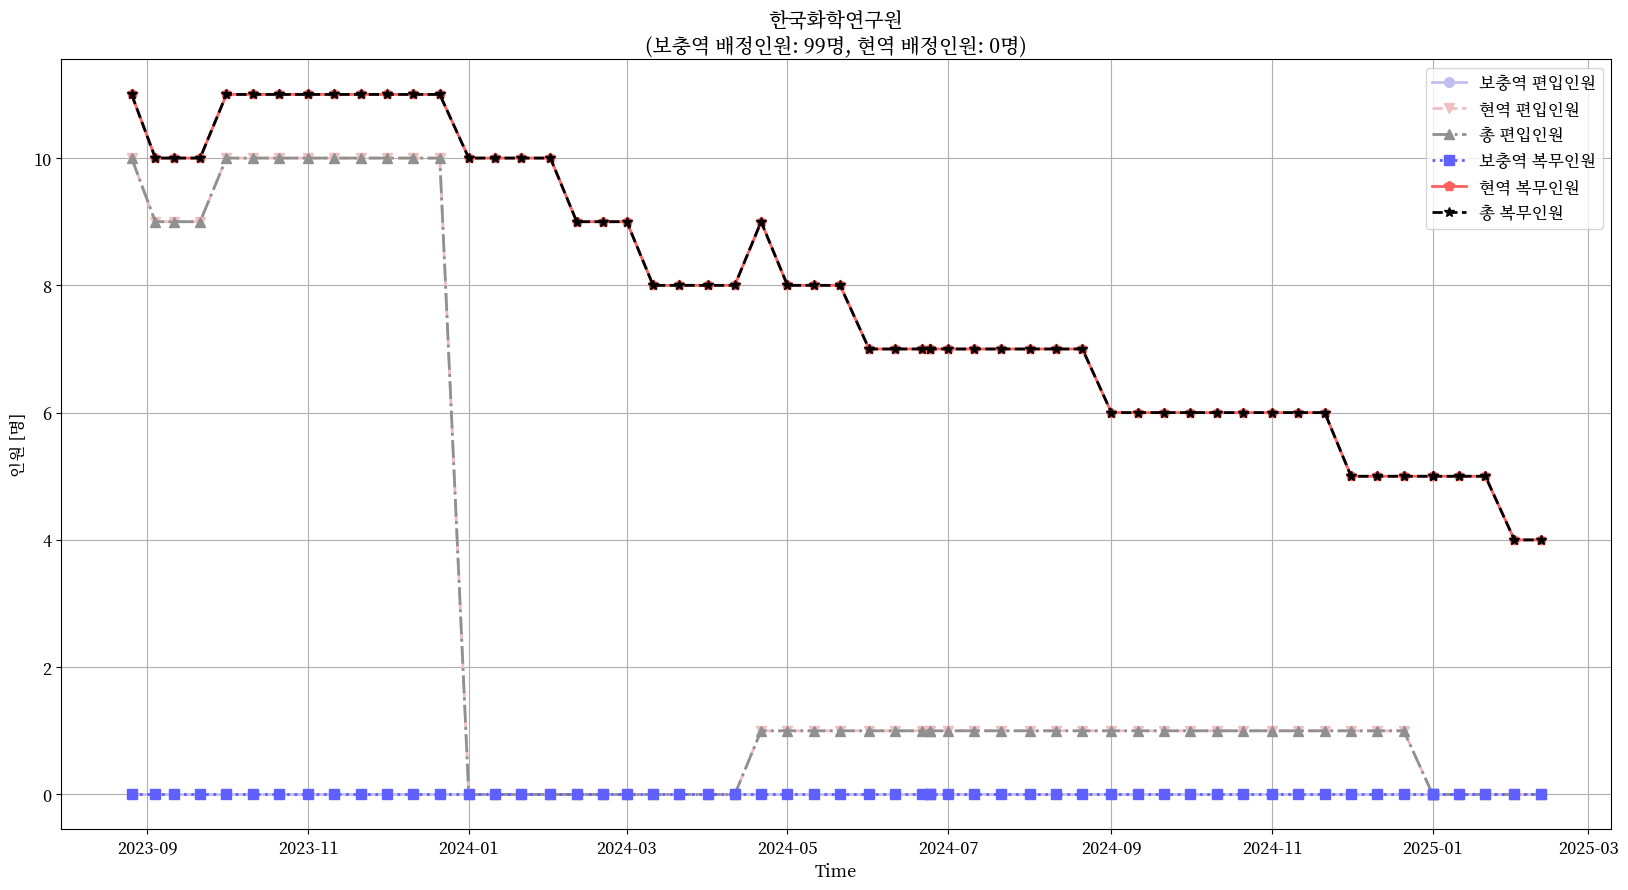 한국화학연구원
(보충역 배정인원: 99명, 현역 배정인원: 0명)
보충역 편입인원
현역 편입인원
총 편입인원
보충역 복무인원
현역 복무인원
총 복무인원
10
8
6
4
2
0
인원 [명]
2023-09
2023-11
2024-01
2024-03
2024-05
2024-07
2024-09
2024-11
2025-01
2025-03
Time